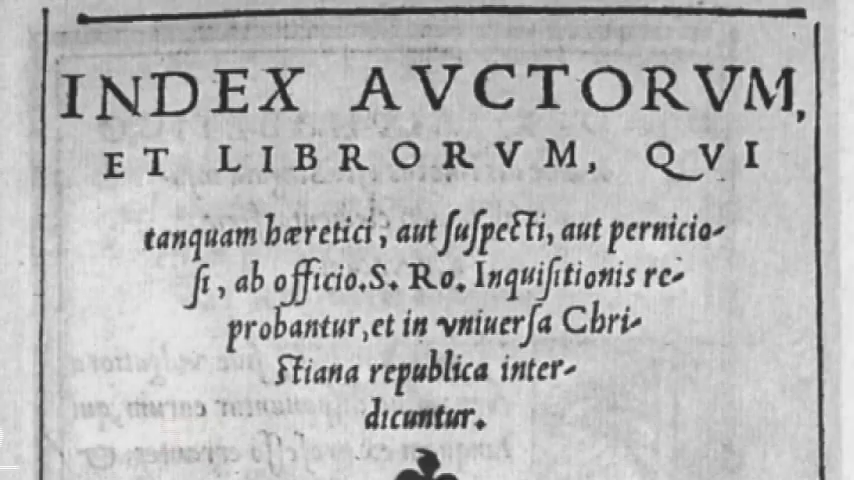 INDEX AVCTORVM,
ET LIBRORVM, QVI
tanquam hæretici, aut ſuſpecti, aut pernicio-
ſi, ab officio.S. Ro. Inquiſitionis re-
probantur, et in vniuerſa Chri-
ſtiana republica inter-
dicuntur.